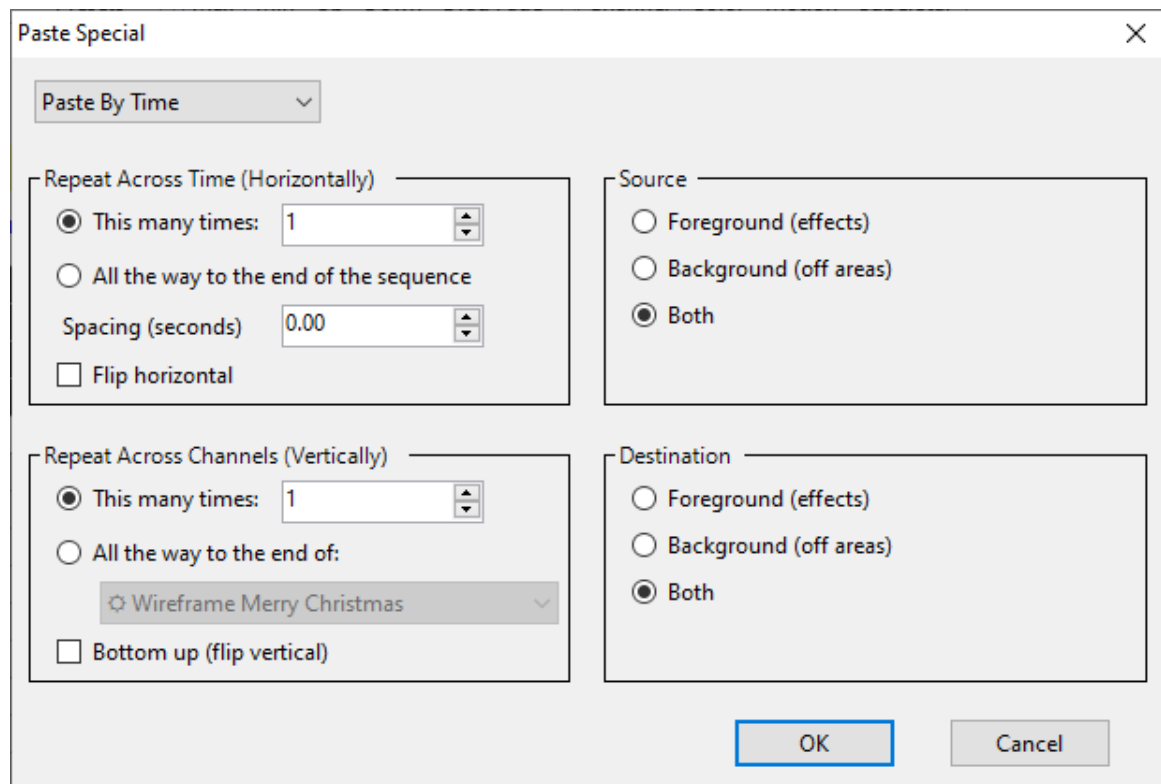 Paste Special
Paste By Time
Repeat Across Time (Horizontally)
This many times: 1
All the way to the end of the sequence
Spacing (seconds) 0.00
Flip horizontal
Source
Foreground (effects)
Background (off areas)
Both
Repeat Across Channels (Vertically)
This many times: 1
All the way to the end of:
Wireframe Merry Christmas
Bottom up (flip vertical)
Destination
Foreground (effects)
Background (off areas)
Both
OK
Cancel